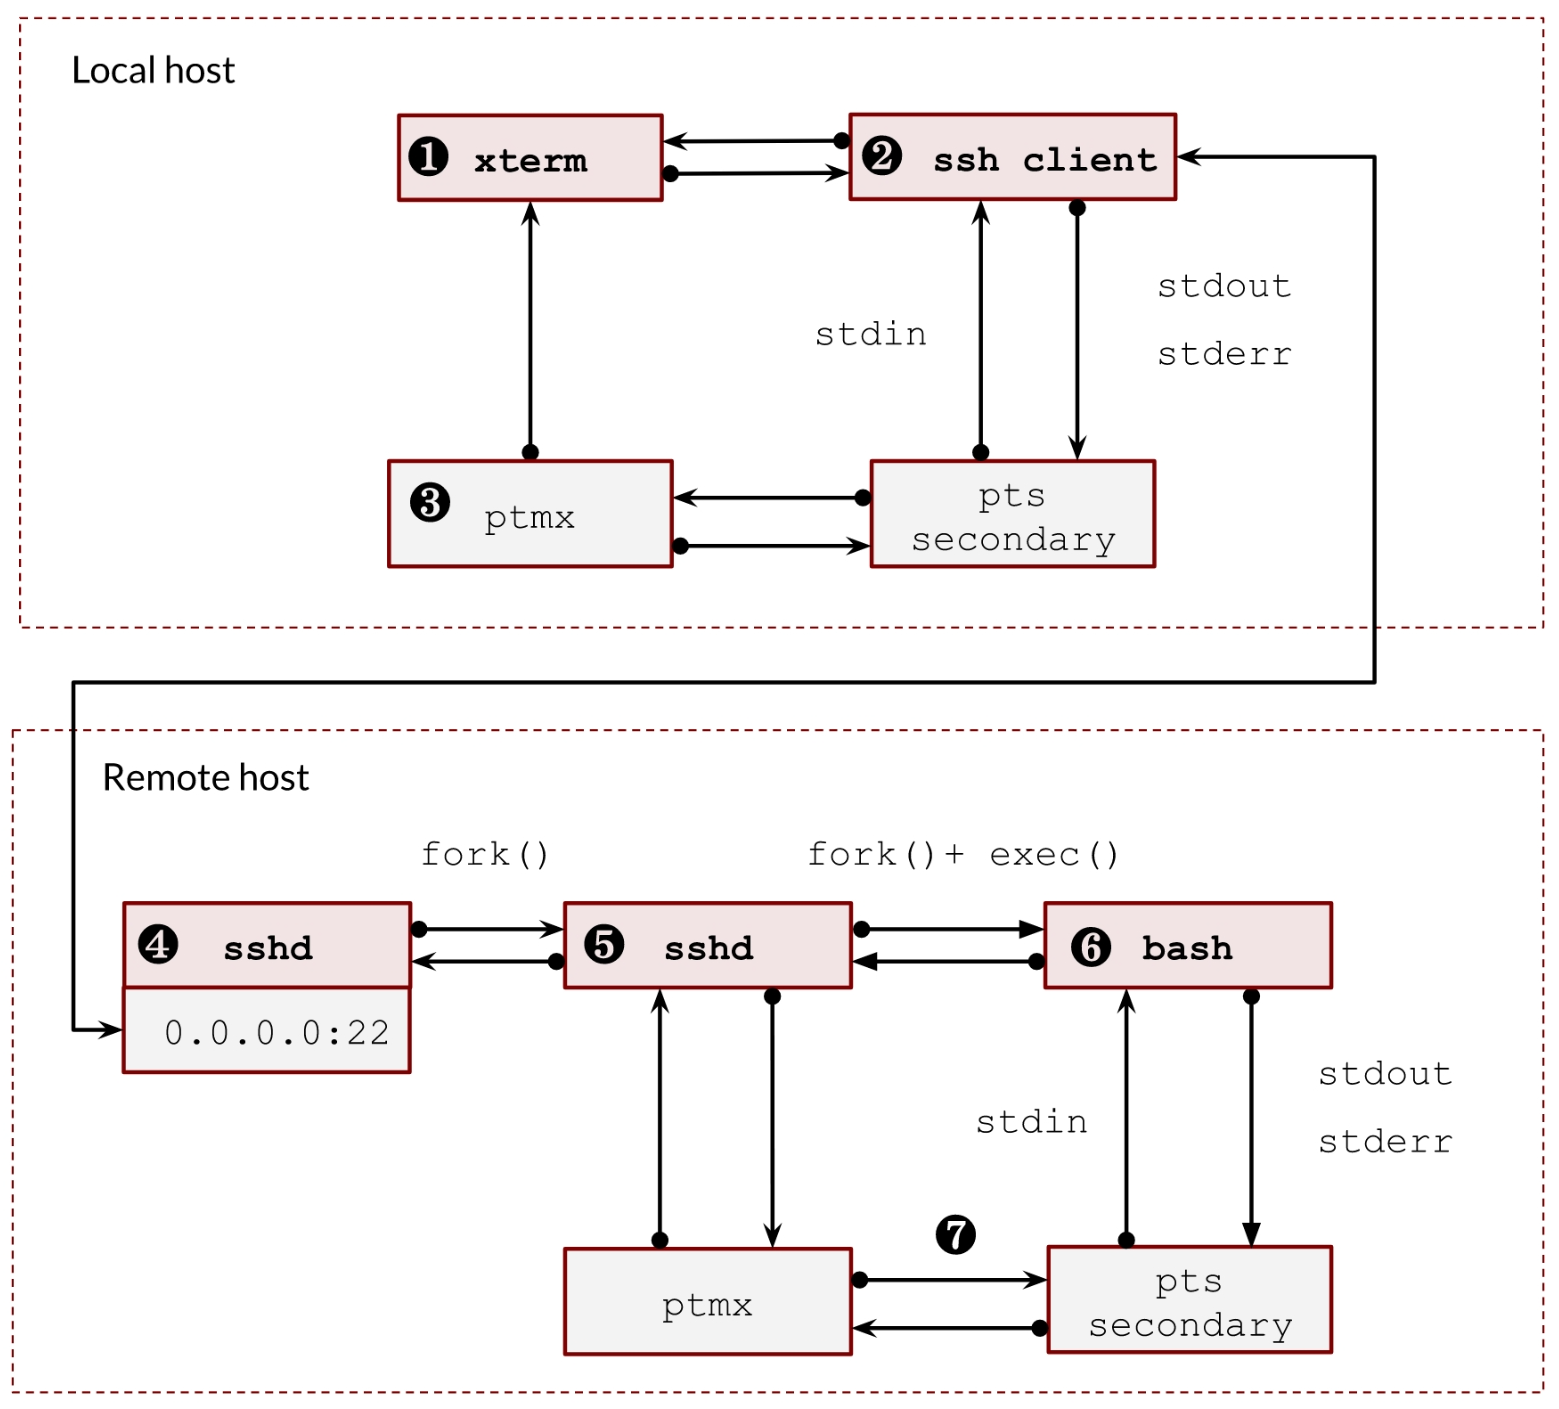 Local host
❶ xterm
❷ ssh client
stdout
stdin
stderr
❸ ptmx
pts
secondary
Remote host
fork()
fork()+ exec()
❹ sshd
❺ sshd
❻ bash
0.0.0.0:22
stdout
stdin
stderr
❼
ptmx
pts
secondary